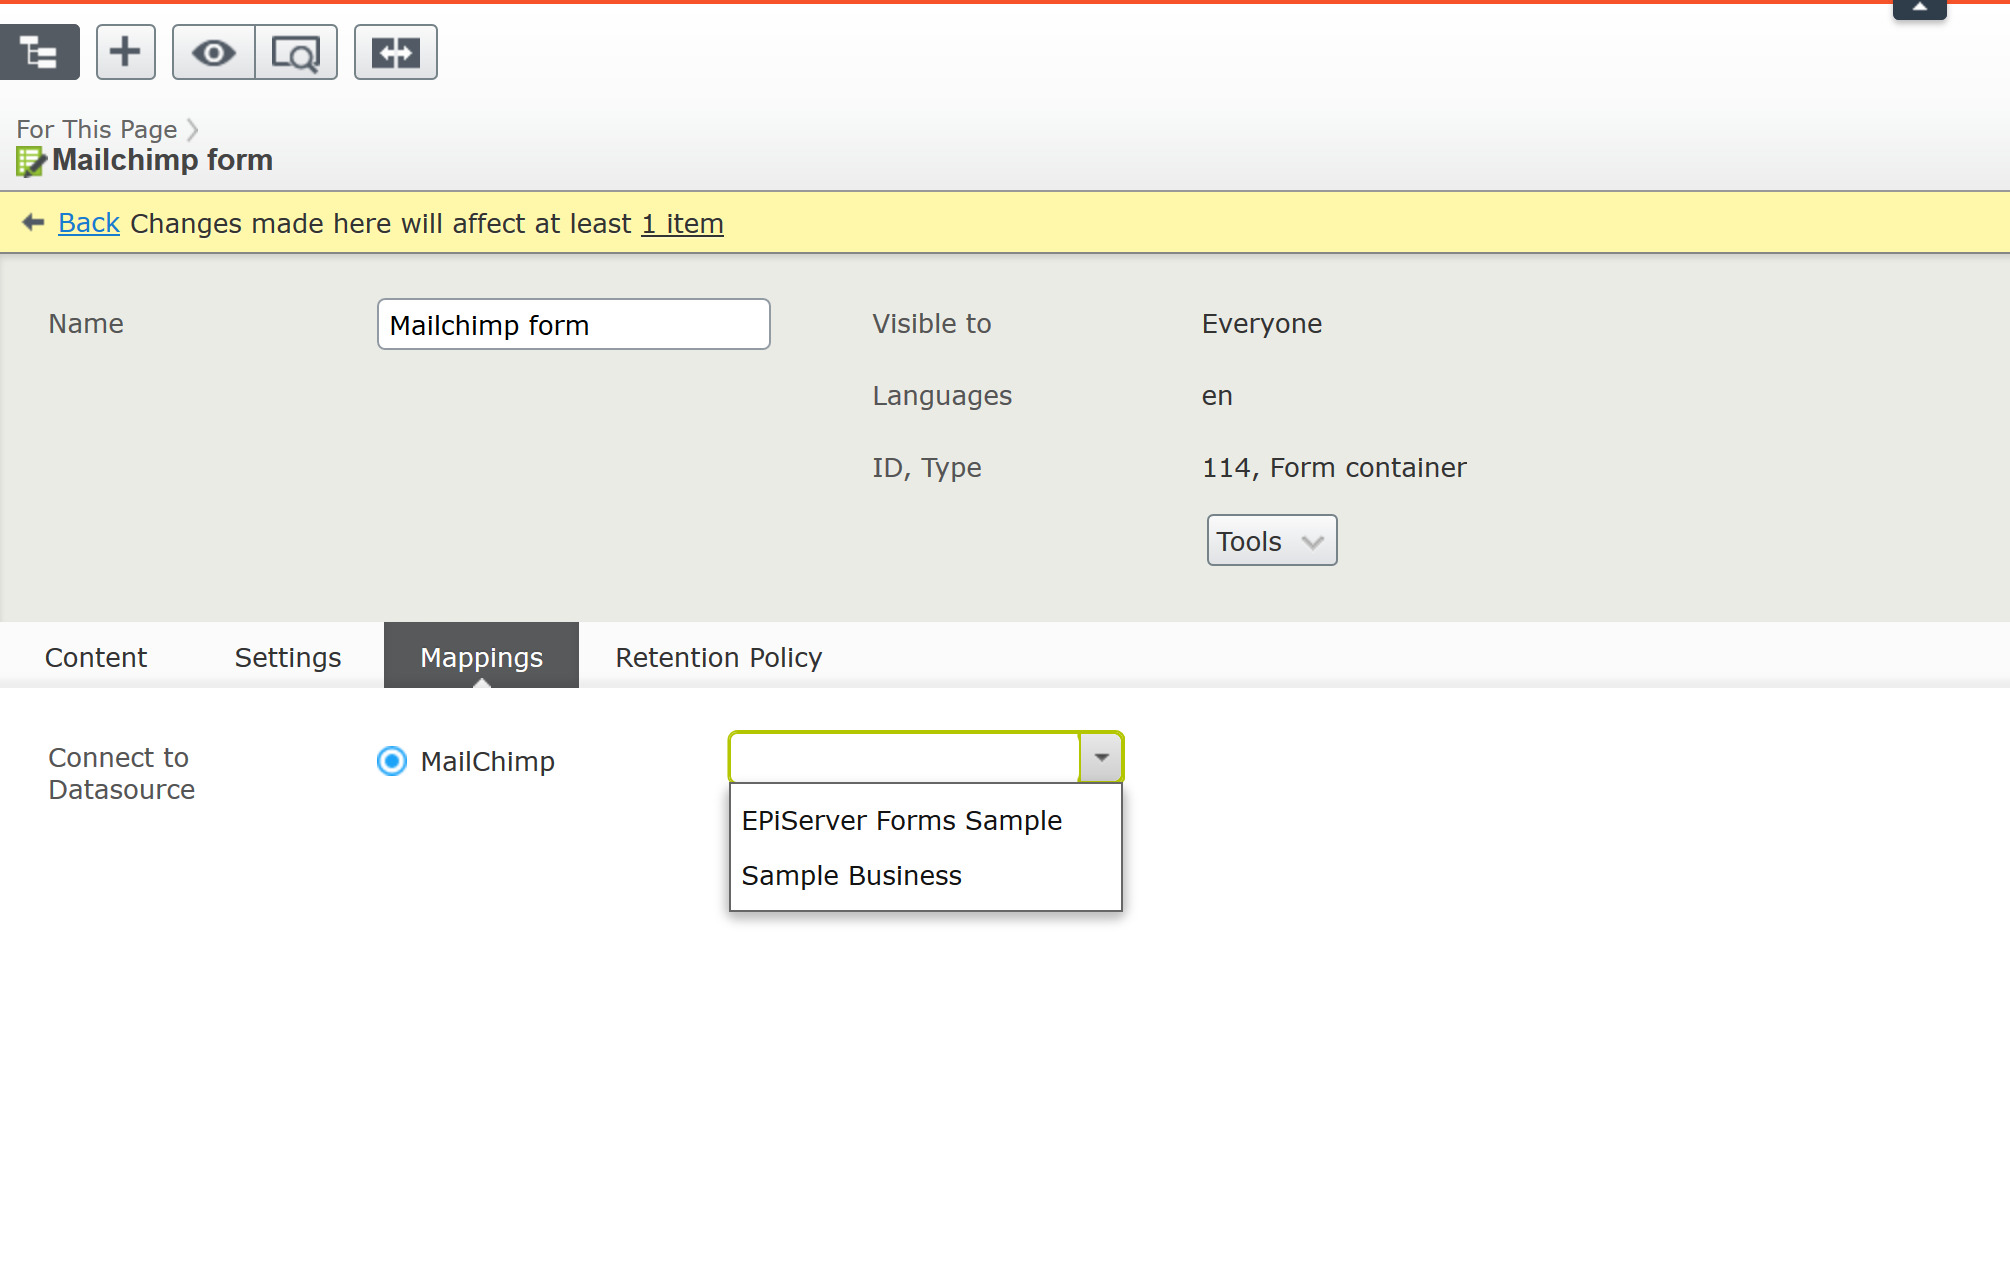 For This Page
Mailchimp form
Back Changes made here will affect at least 1 item
Name Mailchimp form Visible to Everyone
Languages en
ID, Type 114, Form container
Tools
Content Settings Mappings Retention Policy
Connect to Datasource MailChimp
EPiServer Forms Sample
Sample Business